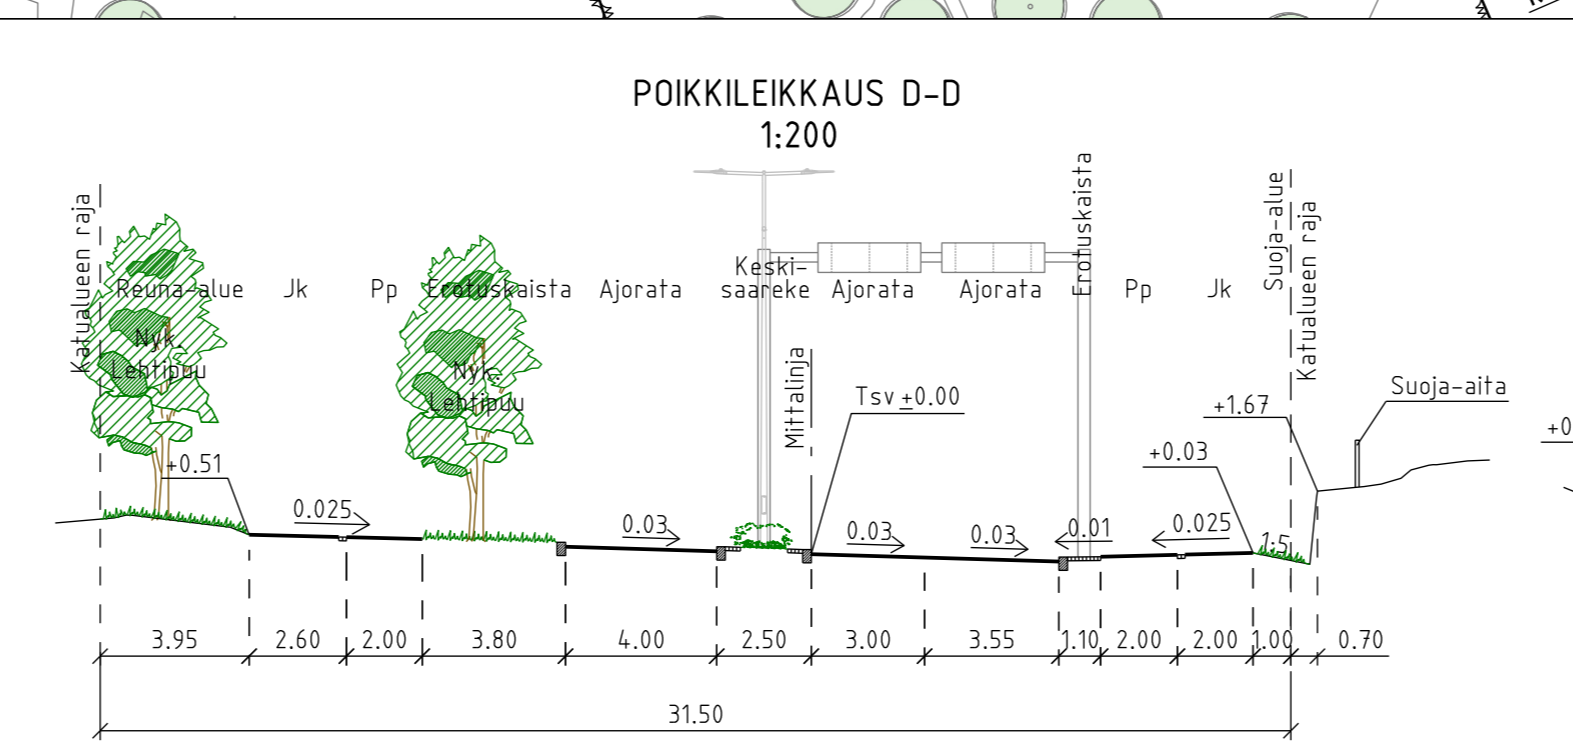 POIKKILEIKKAUS D-D
1:200
Katualueen raja
Reuna-alue
Jk
Pp
Erotuskaista
Ajorata
Keski-
saareke
Ajorata
Ajorata
Erotuskaista
Pp
Jk
Suoja-alue
Katualueen raja
Nyk.
Lehtipuu
Nyk.
Lehtipuu
Mittalinja
Tsv ±0.00
+1.67
Suoja-aita
+0.51
+0.03
+0
0.025
0.03
0.03
0.03
0.01
0.025
1:5
3.95
2.60
2.00
3.80
4.00
2.50
3.00
3.55
1.10
2.00
2.00
1.00
0.70
31.50